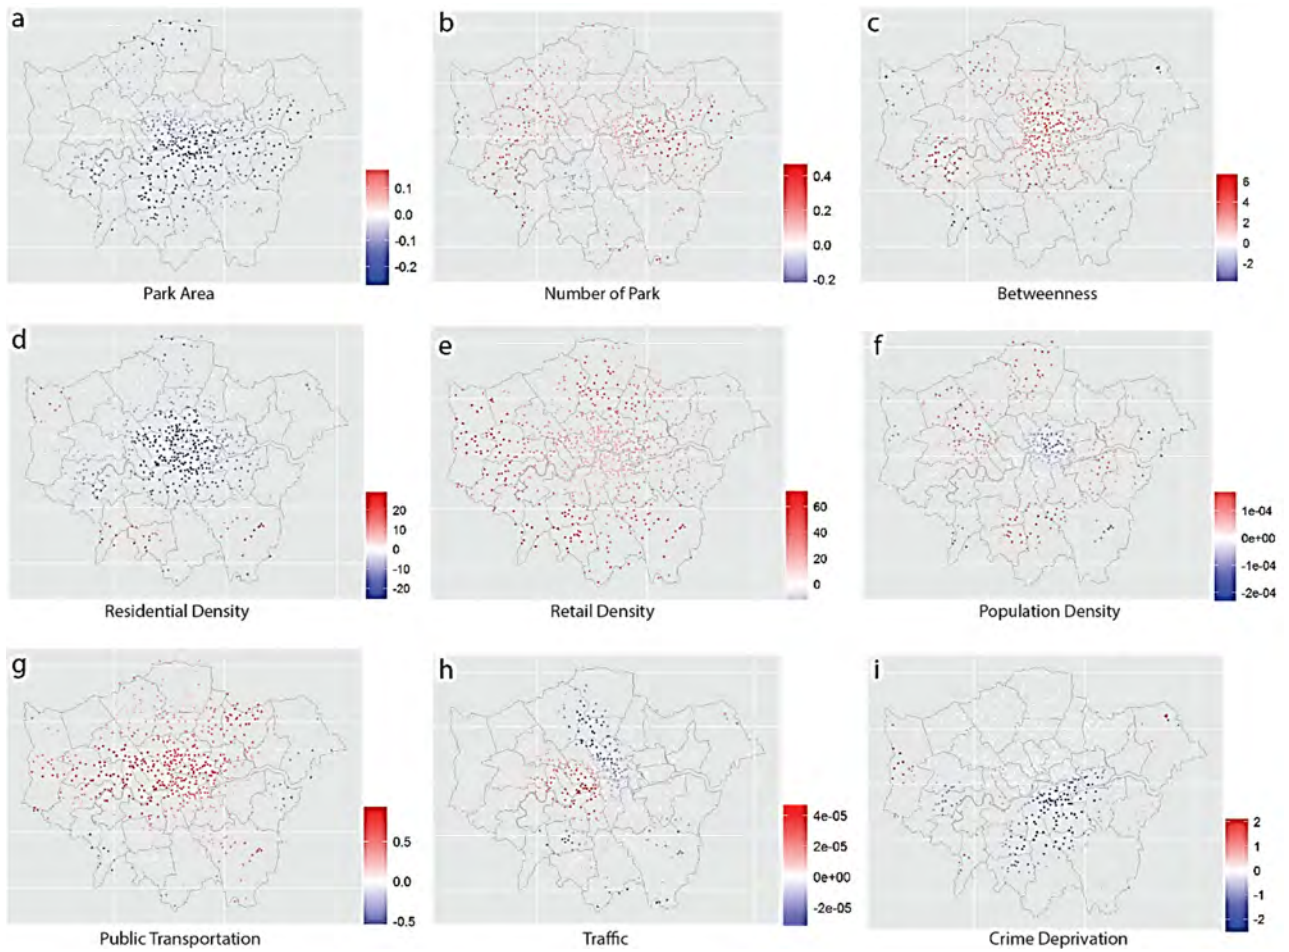 a
0.1
0.0
-0.1
-0.2
Park Area
b
0.4
0.2
0.0
-0.2
Number of Park
c
6
4
2
0
-2
Betweenness
d
20
10
0
-10
-20
Residential Density
e
60
40
20
0
Retail Density
f
1e-04
0e+00
-1e-04
-2e-04
Population Density
g
0.5
0.0
-0.5
Public Transportation
h
4e-05
2e-05
0e+00
-2e-05
Traffic
i
2
1
0
-1
-2
Crime Deprivation